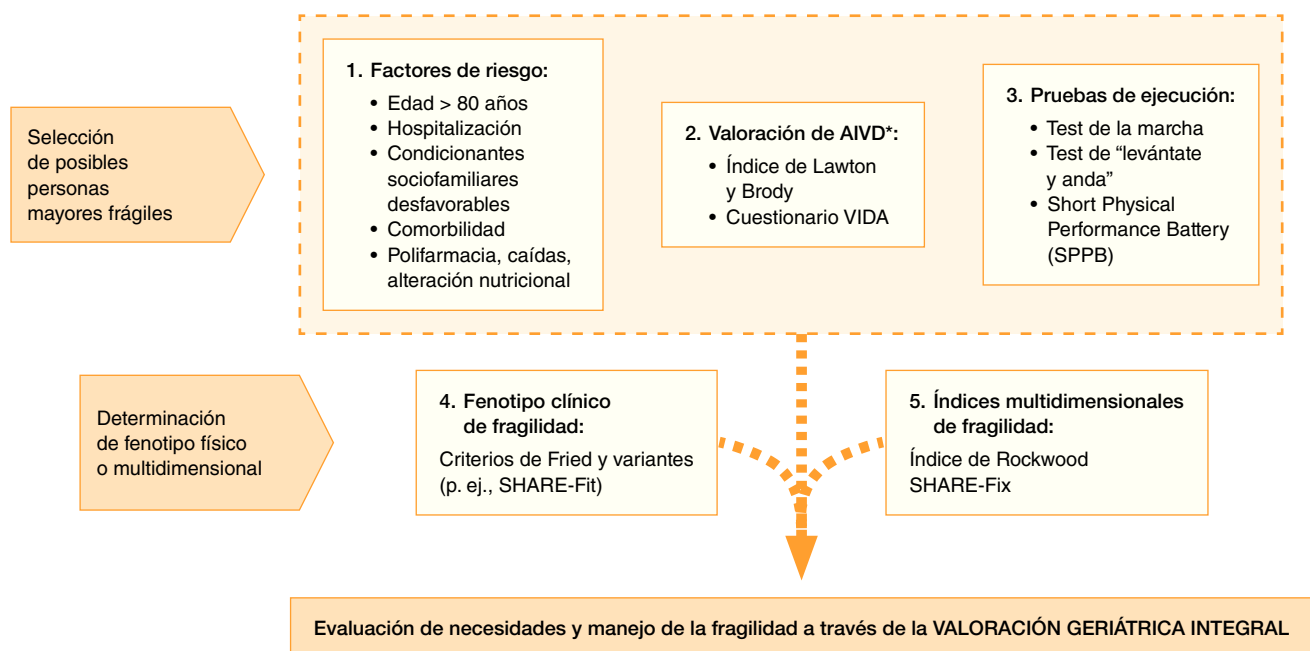 Selección
de posibles
personas
mayores frágiles
1. Factores de riesgo:
• Edad > 80 años
• Hospitalización
• Condicionantes
sociofamiliares
desfavorables
• Comorbilidad
• Polifarmacia, caídas,
alteración nutricional
2. Valoración de AIVD*:
• Índice de Lawton
y Brody
• Cuestionario VIDA
3. Pruebas de ejecución:
• Test de la marcha
• Test de “levántate
y anda”
• Short Physical
Performance Battery
(SPPB)
Determinación
de fenotipo físico
o multidimensional
4. Fenotipo clínico
de fragilidad:
Criterios de Fried y variantes
(p. ej., SHARE-Fit)
5. Índices multidimensionales
de fragilidad:
Índice de Rockwood
SHARE-Fix
Evaluación de necesidades y manejo de la fragilidad a través de la VALORACIÓN GERIÁTRICA INTEGRAL